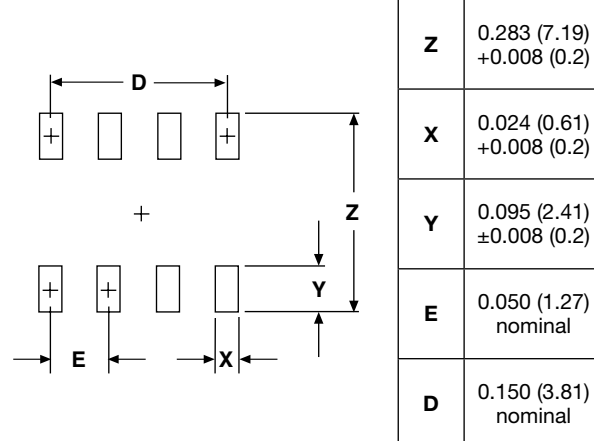 D
Z
Y
E
X
Z
0.283 (7.19)
+0.008 (0.2)
X
0.024 (0.61)
+0.008 (0.2)
Y
0.095 (2.41)
±0.008 (0.2)
E
0.050 (1.27)
nominal
D
0.150 (3.81)
nominal